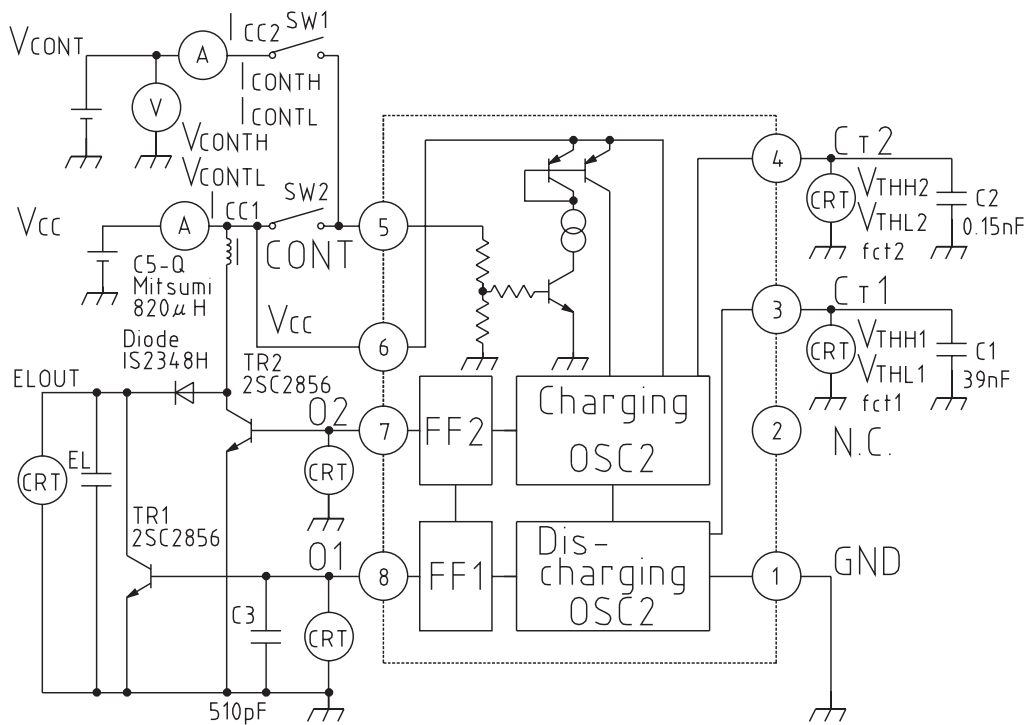 VCONT
A
ICC2
SW1
ICONTH
ICONTL
V
VCONTH
VCONTL
VCC
A
ICC1
SW2
CONT
5
C5-Q
Mitsumi
820μH
VCC
6
Diode
IS2348H
ELOUT
TR2
2SC2856
O2
7
FF2
Charging
OSC2
CRT
EL
CRT
TR1
2SC2856
O1
8
FF1
Dis-
charging
OSC2
C3
CRT
510pF
4
CT2
CRT
VTHH2
VTHL2
fct2
C2
0.15nF
3
CT1
CRT
VTHH1
VTHL1
fct1
C1
39nF
2
N.C.
1
GND